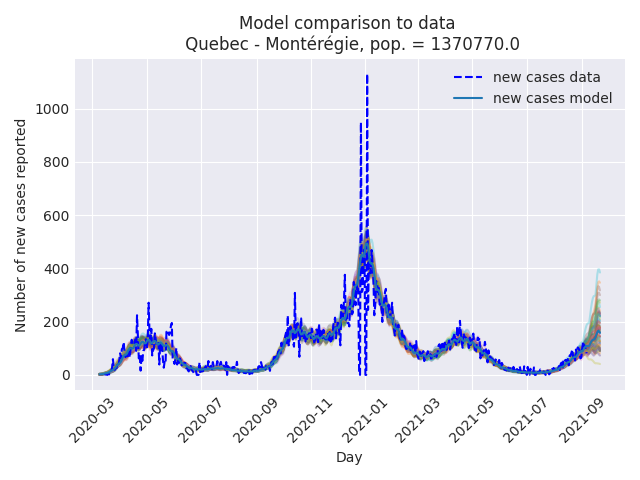 Model comparison to data
Quebec - Montérégie, pop. = 1370770.0
new cases data
new cases model
Number of new cases reported
1000
800
600
400
200
0
2020-03
2020-05
2020-07
2020-09
2020-11
2021-01
2021-03
2021-05
2021-07
2021-09
Day